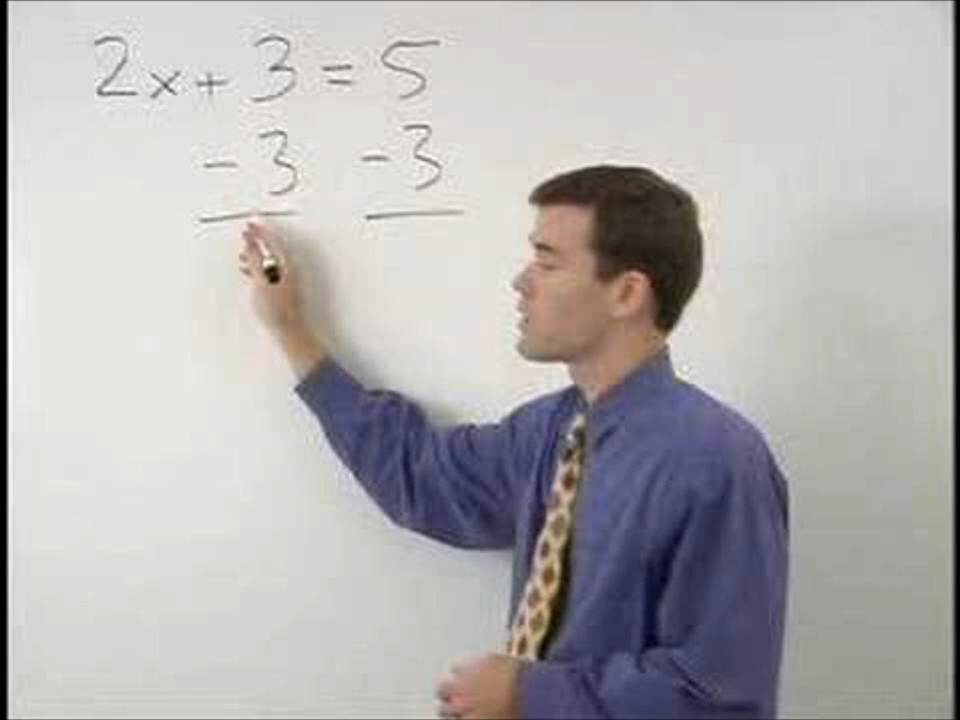 2x + 3 = 5
- 3 - 3